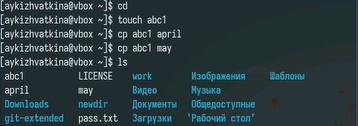 [aykizhvatkina@vbox ~]$ cd
[aykizhvatkina@vbox ~]$ touch abc1
[aykizhvatkina@vbox ~]$ cp abc1 april
[aykizhvatkina@vbox ~]$ cp abc1 may
[aykizhvatkina@vbox ~]$ ls
abc1 LICENSE work Изображения Шаблоны
april may Видео Музыка
Downloads newdir Документы Общедоступные
git-extended pass.txt Загрузки 'Рабочий стол'